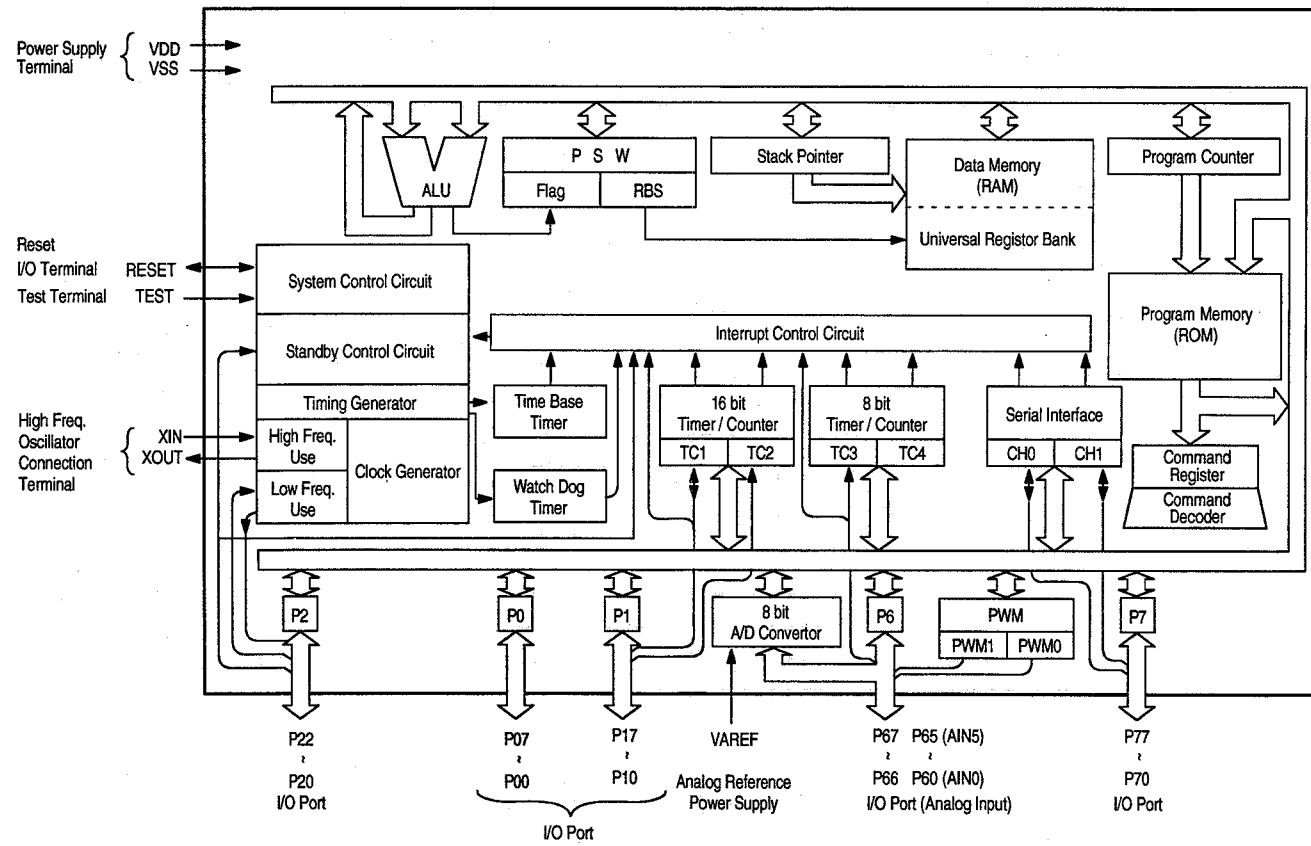 Power Supply
Terminal
VDD
VSS
ALU
P S W
Flag
RBS
Stack Pointer
Data Memory
(RAM)
Universal Registor Bank
Program Counter
Reset
I/O Terminal
RESET
Test Terminal
TEST
System Control Circuit
Standby Control Circuit
Timing Generator
High Freq.
Use
Clock Generator
Low Freq.
Use
High Freq.
Oscillator
Connection
Terminal
XIN
XOUT
Interrupt Control Circuit
Time Base
Timer
Watch Dog
Timer
16 bit
Timer / Counter
TC1
TC2
8 bit
Timer / Counter
TC3
TC4
Serial Interface
CH0
CH1
Program Memory
(ROM)
Command
Register
Command
Decoder
P2
P0
P1
8 bit
A/D Convertor
P6
PWM
PWM1
PWM0
P7
P22
~
P20
I/O Port
P07
~
P00
P17
~
P10
I/O Port
VAREF
Analog Reference
Power Supply
P67 P65 (AIN5)
~ ~
P66 P60 (AIN0)
I/O Port (Analog Input)
P77
~
P70
I/O Port